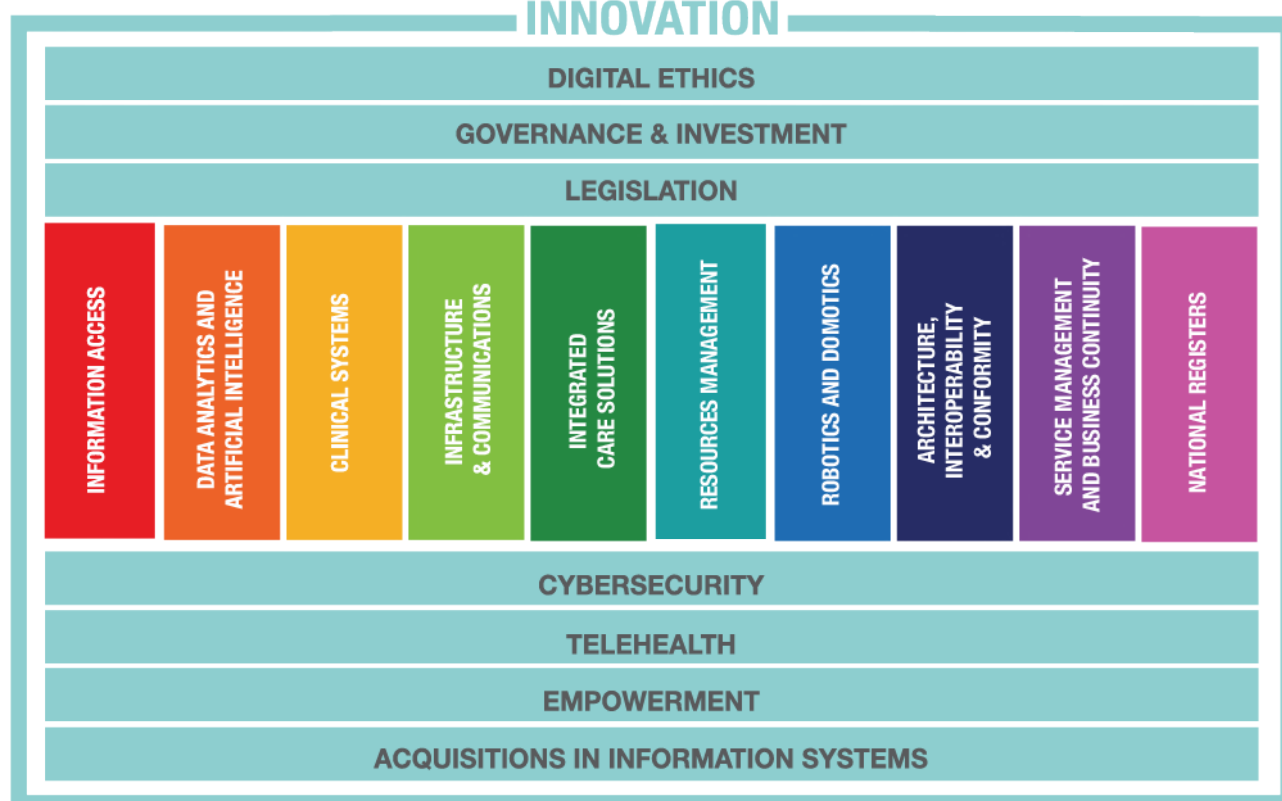 INNOVATION
DIGITAL ETHICS
GOVERNANCE & INVESTMENT
LEGISLATION
INFORMATION ACCESS
DATA ANALYTICS AND
ARTIFICIAL INTELLIGENCE
CLINICAL SYSTEMS
INFRASTRUCTURE
& COMMUNICATIONS
INTEGRATED
CARE SOLUTIONS
RESOURCES MANAGEMENT
ROBOTICS AND DOMOTICS
ARCHITECTURE,
INTEROPERABILITY
& CONFORMITY
SERVICE MANAGEMENT
AND BUSINESS CONTINUITY
NATIONAL REGISTERS
CYBERSECURITY
TELEHEALTH
EMPOWERMENT
ACQUISITIONS IN INFORMATION SYSTEMS